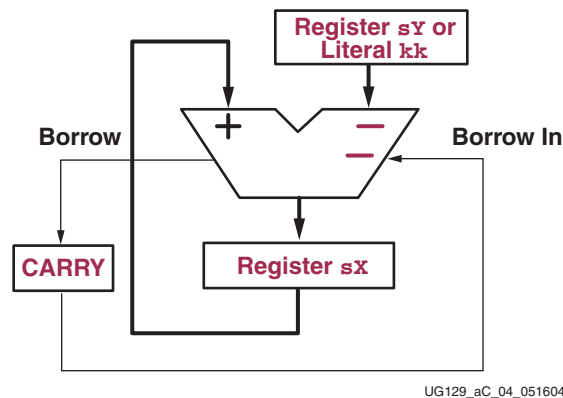 Register sY or
Literal kk
Borrow
+
–
–
Borrow In
CARRY
Register sX
UG129_aC_04_051604